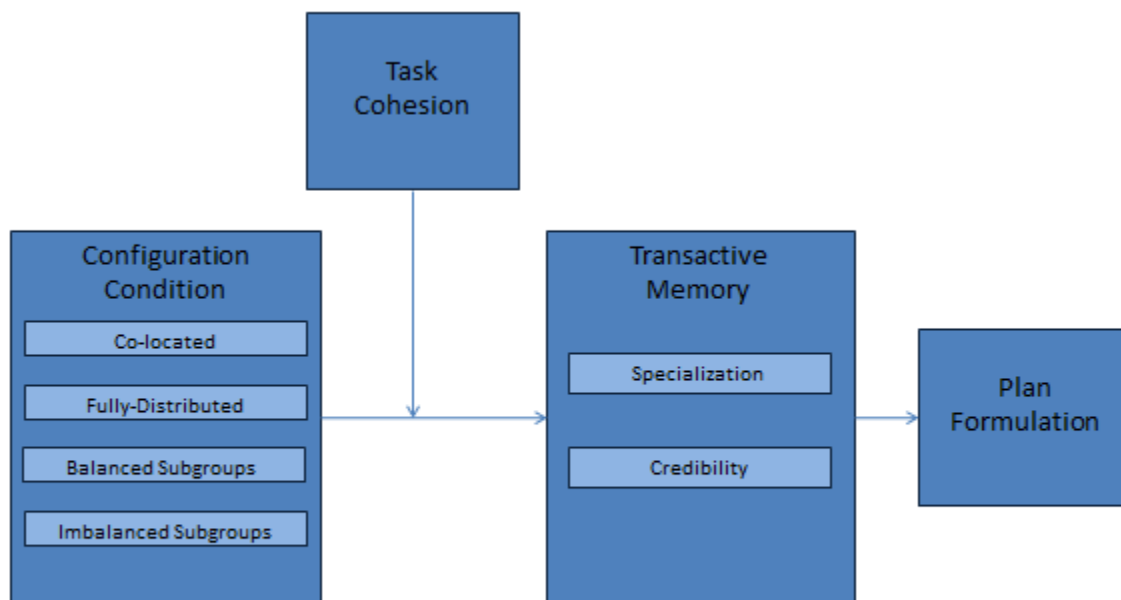 Task
Cohesion
Configuration
Condition
Co-located
Fully-Distributed
Balanced Subgroups
Imbalanced Subgroups
Transactive
Memory
Specialization
Credibility
Plan
Formulation